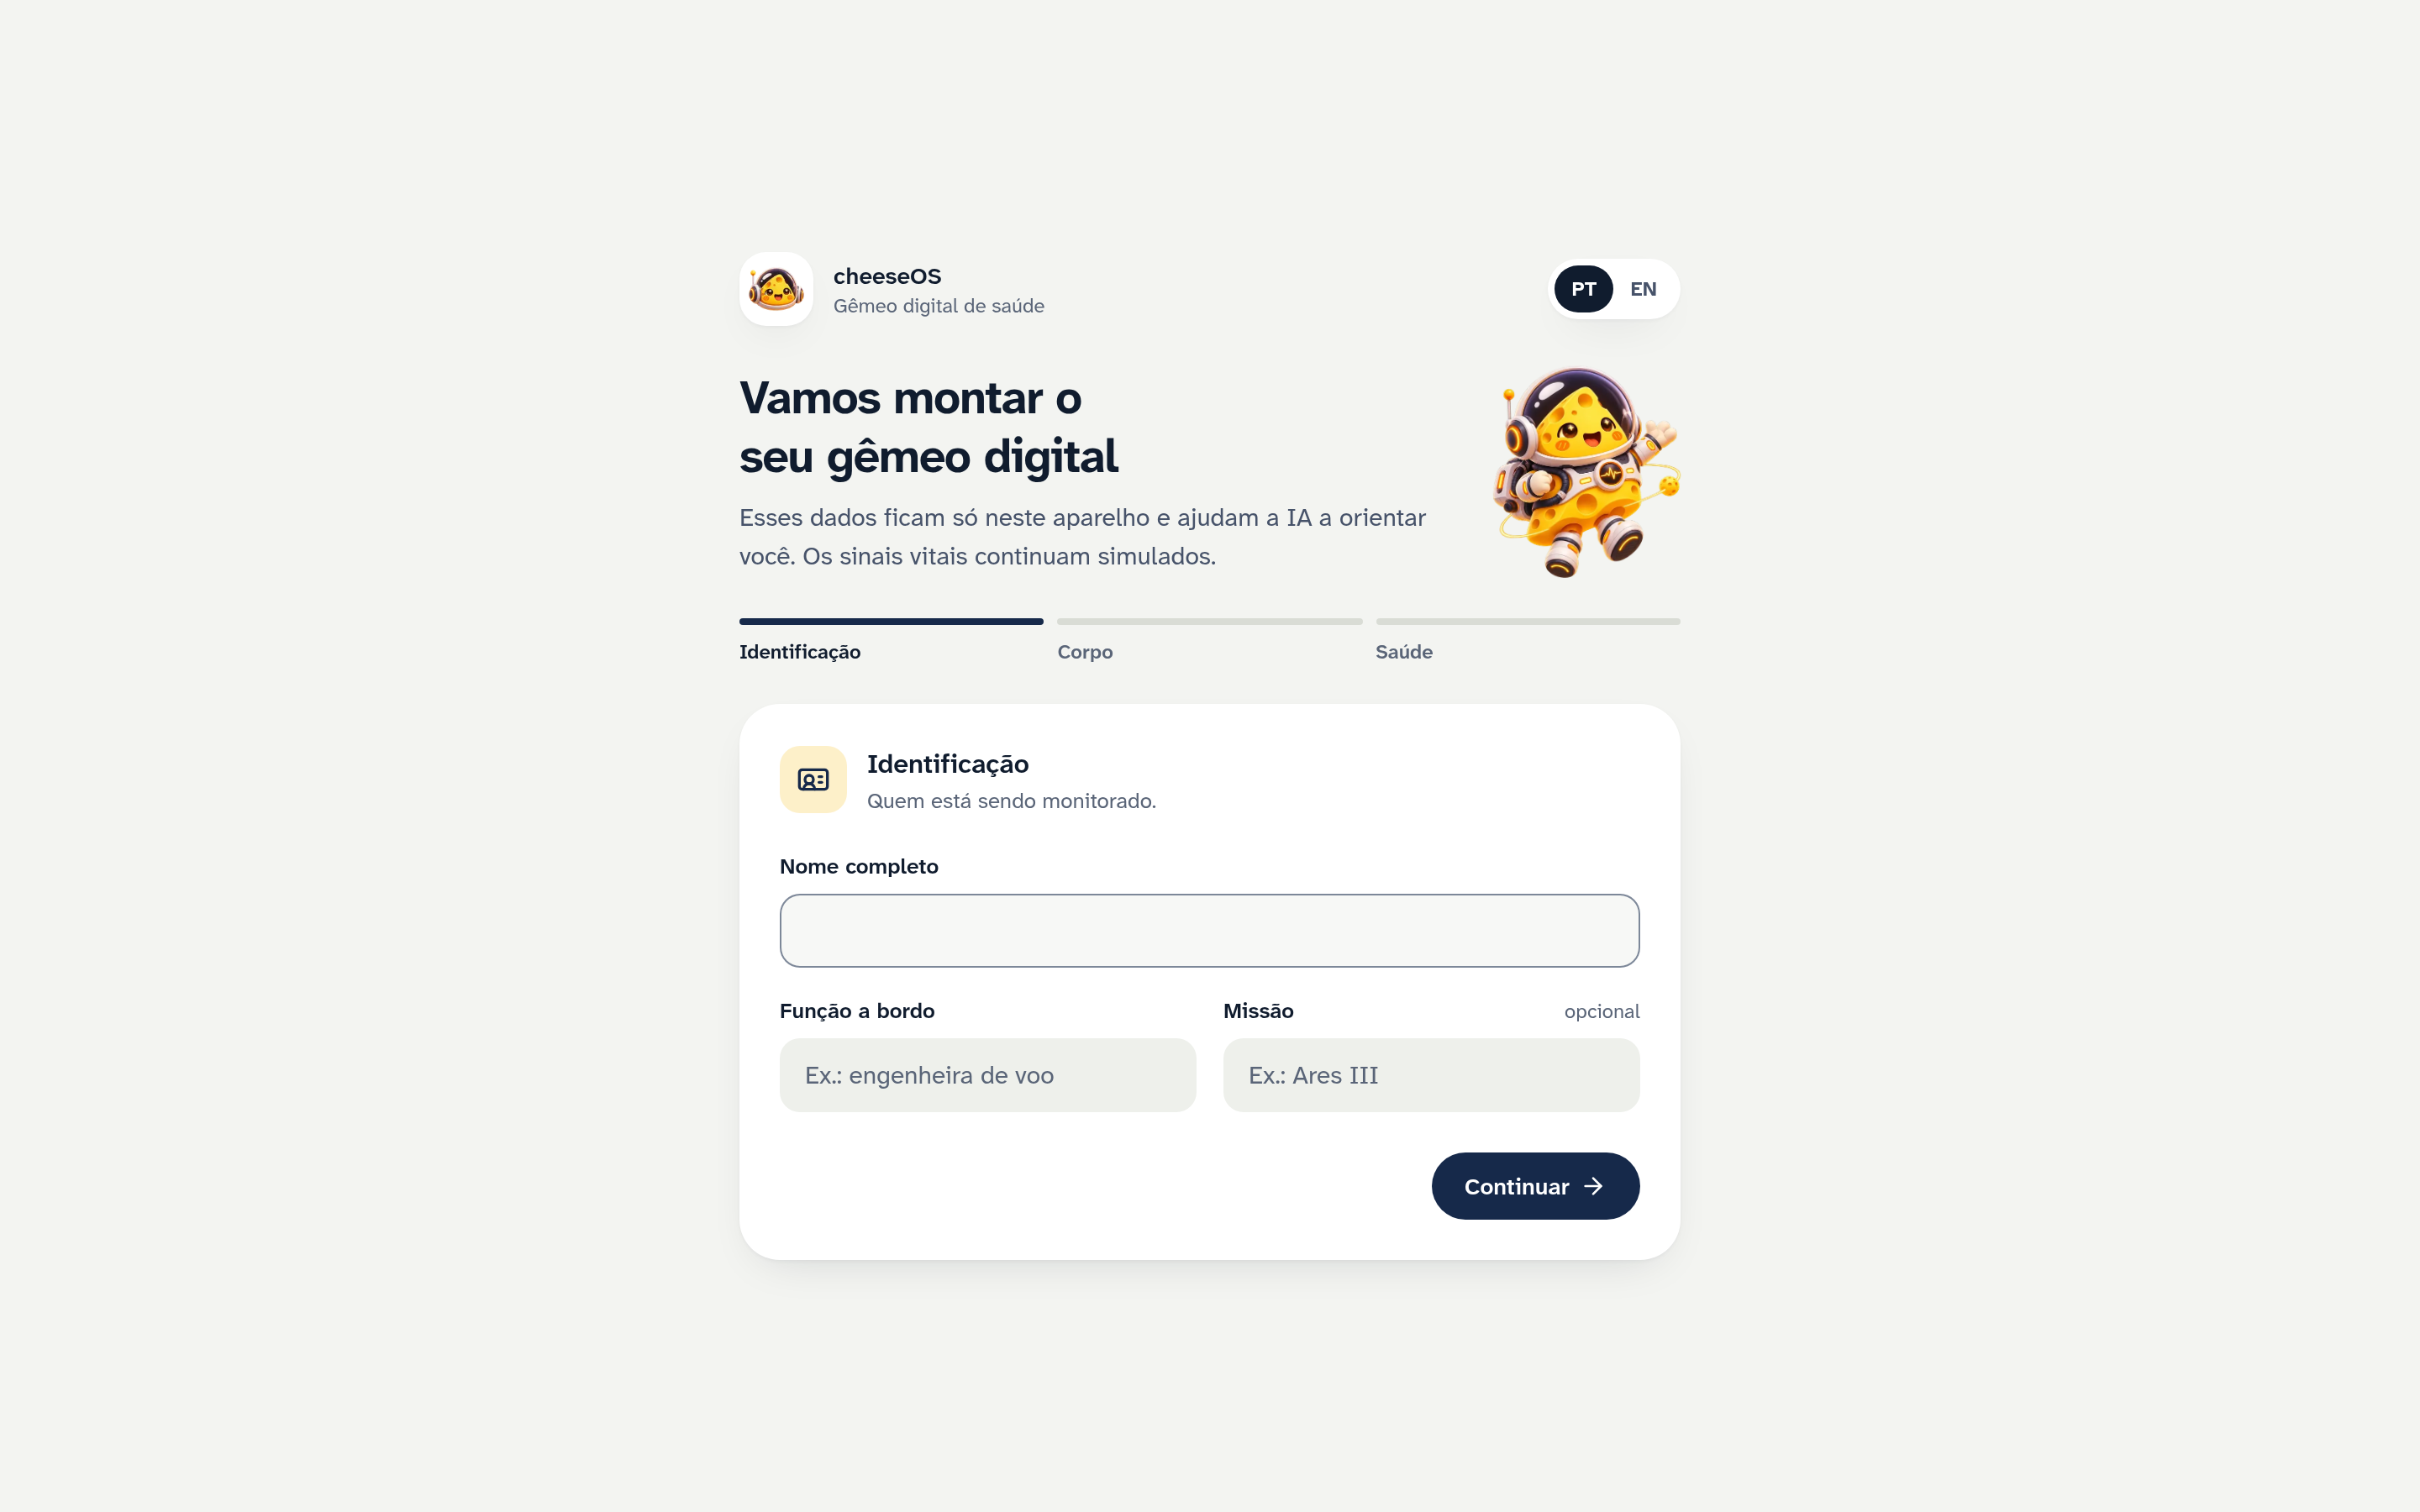 cheeseOS
Gêmeo digital de saúde
PT EN
Vamos montar o
seu gêmeo digital
Esses dados ficam só neste aparelho e ajudam a IA a orientar
você. Os sinais vitais continuam simulados.
Identificação Corpo Saúde
Identificação
Quem está sendo monitorado.
Nome completo
Função a bordo Missão opcional
Ex.: engenheira de voo Ex.: Ares III
Continuar